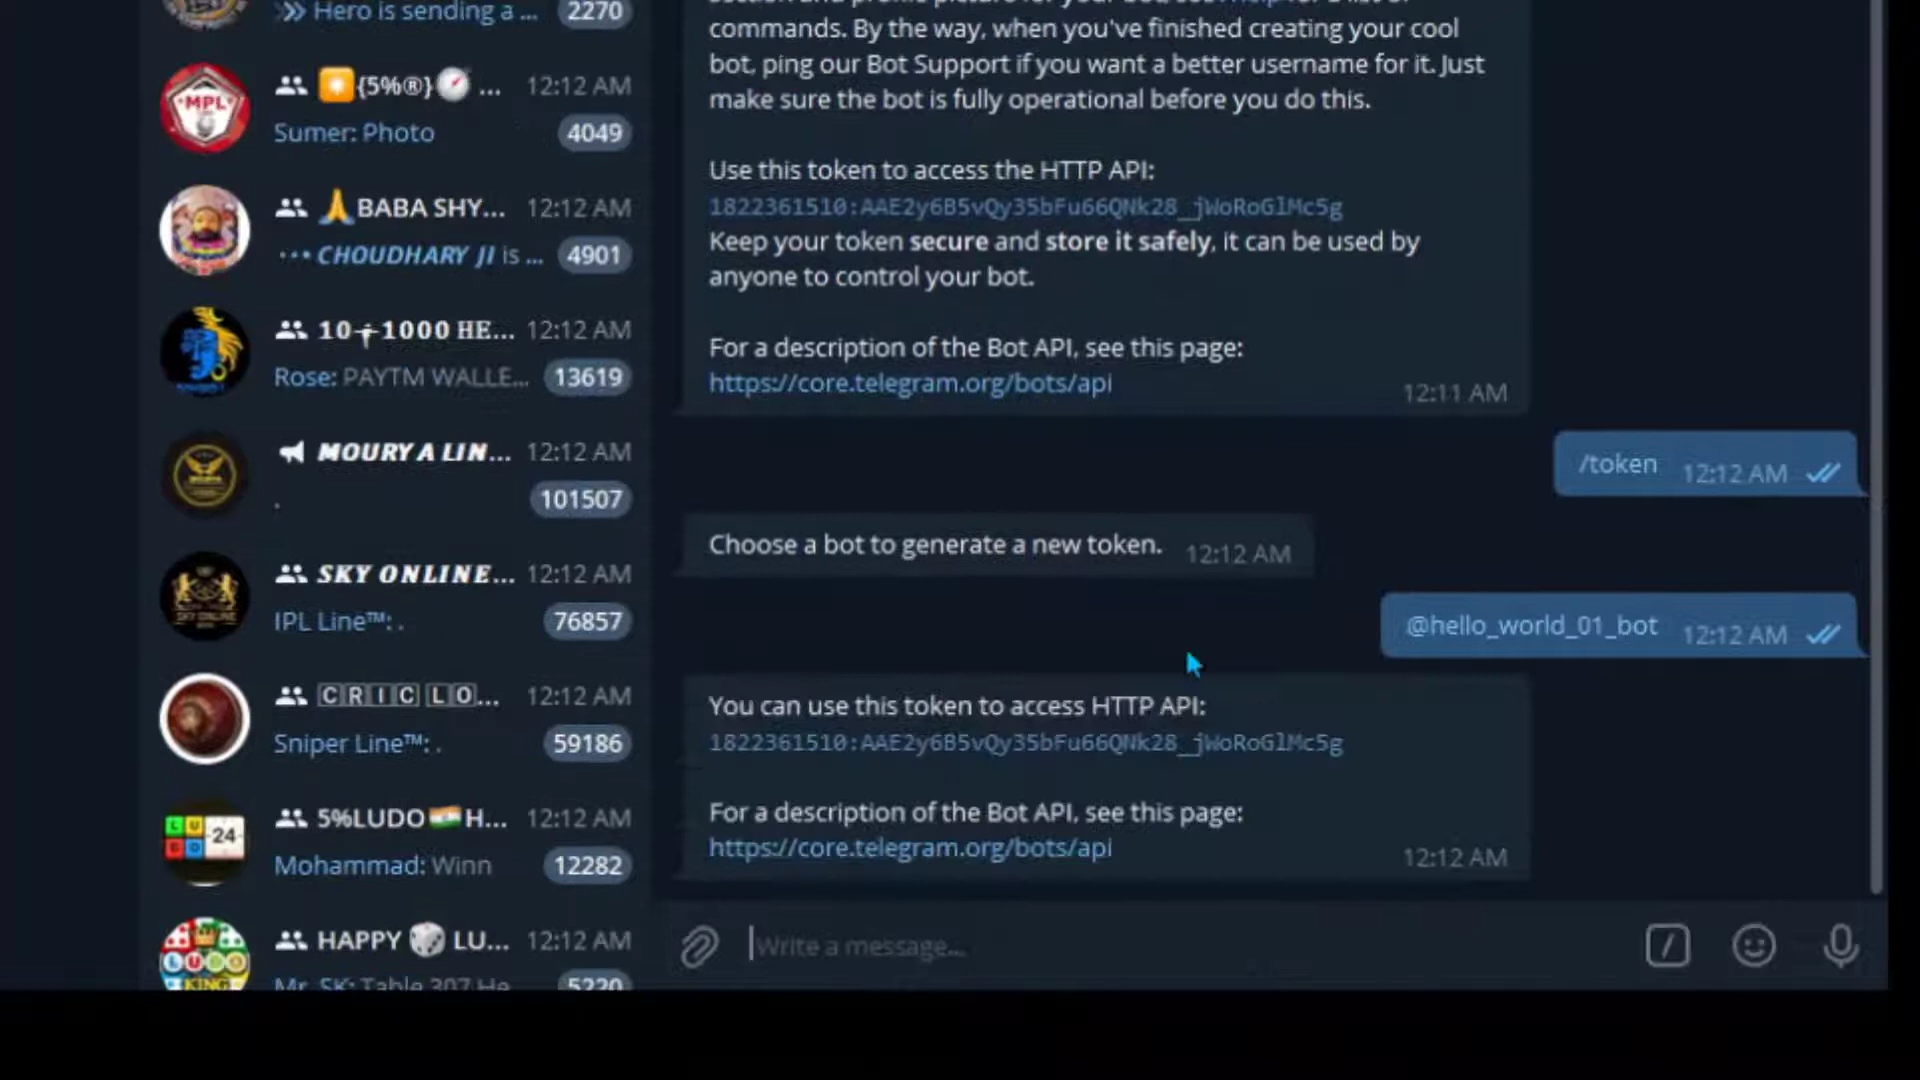 Hero is sending a ...
2270
{5%®} ...
12:12 AM
Sumer: Photo
4049
BABA SHY...
12:12 AM
CHOUDHARY JI is ...
4901
12:12 AM
Rose: PAYTM WALLE...
13619
MOURYA LIN...
12:12 AM
.
101507
SKY ONLINE...
12:12 AM
IPL Line™: .
76857
CRIC LO...
12:12 AM
Sniper Line™: .
59186
5%LUDO🇮🇳H...
12:12 AM
Mohammad: Winn
12282
HAPPY 🎲 LU...
12:12 AM
Mr. SK: Table 307 He
5220
commands. By the way, when you've finished creating your cool
bot, ping our Bot Support if you want a better username for it. Just
make sure the bot is fully operational before you do this.
Use this token to access the HTTP API:
1822361510:AAE2y6B5vQy35bFu66QNk28_jWoRoGlMc5g
Keep your token secure and store it safely, it can be used by
anyone to control your bot.
For a description of the Bot API, see this page:
https://core.telegram.org/bots/api
12:11 AM
/token 12:12 AM
Choose a bot to generate a new token. 12:12 AM
@hello_world_01_bot 12:12 AM
You can use this token to access HTTP API:
1822361510:AAE2y6B5vQy35bFu66QNk28_jWoRoGlMc5g
For a description of the Bot API, see this page:
https://core.telegram.org/bots/api
12:12 AM
Write a message...